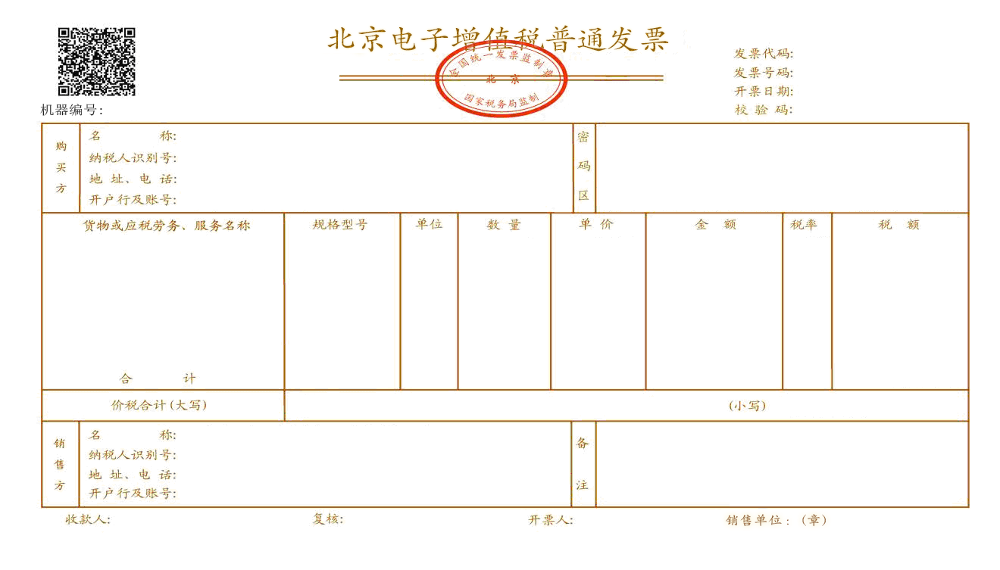 北京电子增值税普通发票
全国统一发票监制章
北 京
国家税务局监制
发票代码:
发票号码:
开票日期:
校 验 码:
机器编号:
购买方
名 称:
纳税人识别号:
地 址、电 话:
开户行及账号:
密码区
货物或应税劳务、服务名称 规格型号 单位 数 量 单 价 金 额 税率 税 额
合 计
价税合计(大写) (小写)
销售方
名 称:
纳税人识别号:
地 址、电 话:
开户行及账号:
备注
收款人: 复核: 开票人: 销售单位:(章)